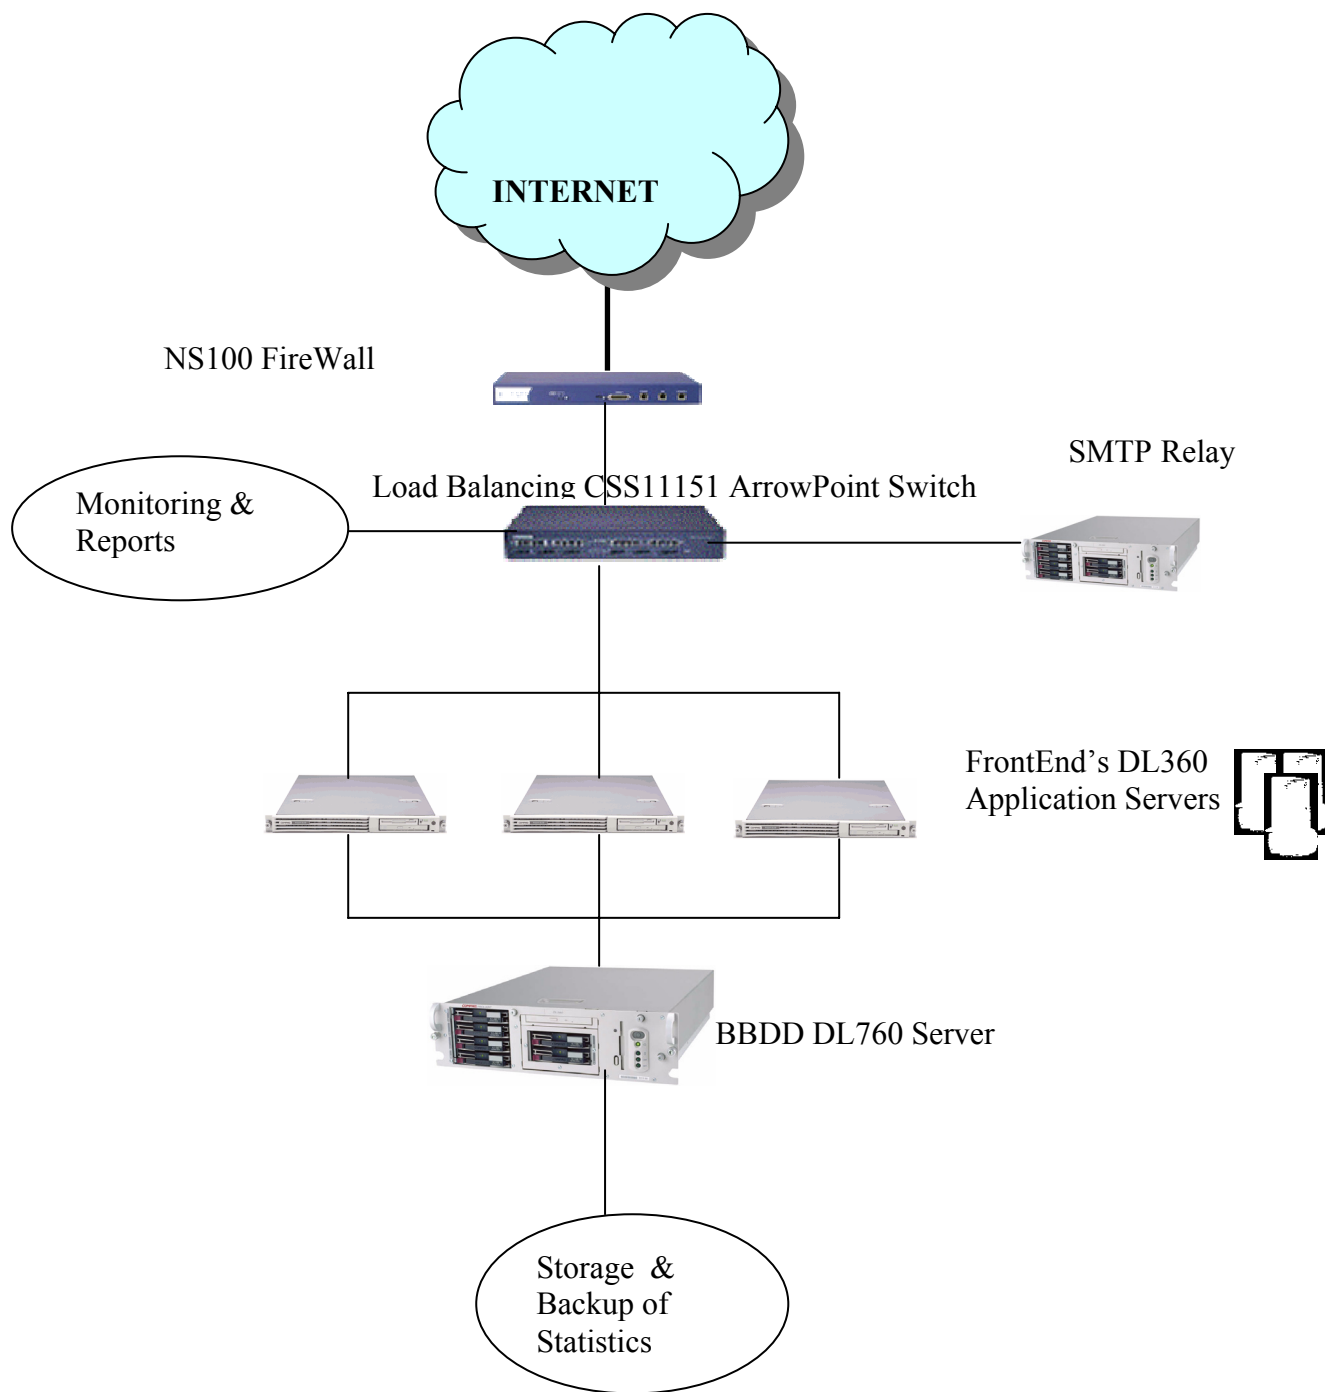 INTERNET
NS100 FireWall
SMTP Relay
Load Balancing CSS11151 ArrowPoint Switch
Monitoring &
Reports
FrontEnd's DL360
Application Servers
BBDD DL760 Server
Storage &
Backup of
Statistics